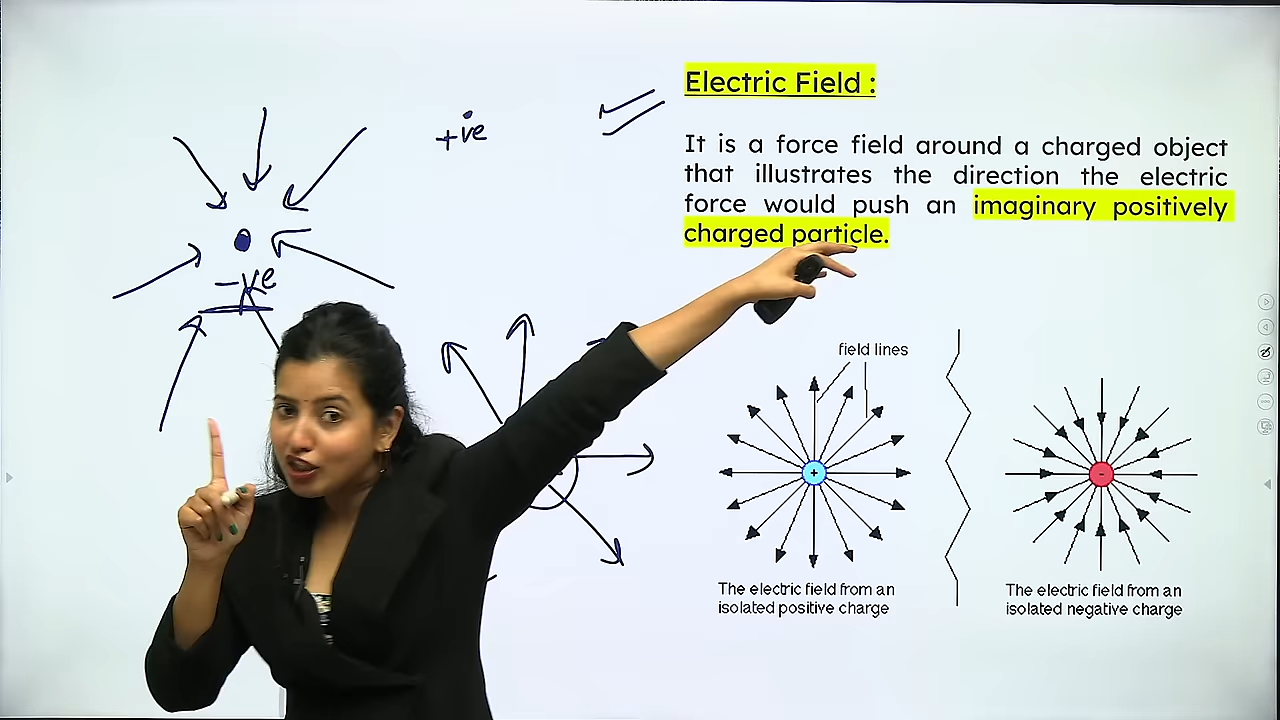 Electric Field :
It is a force field around a charged object
that illustrates the direction the electric
force would push an imaginary positively
charged particle.
+ve
-ve
field lines
+
-
The electric field from an
isolated positive charge
The electric field from an
isolated negative charge